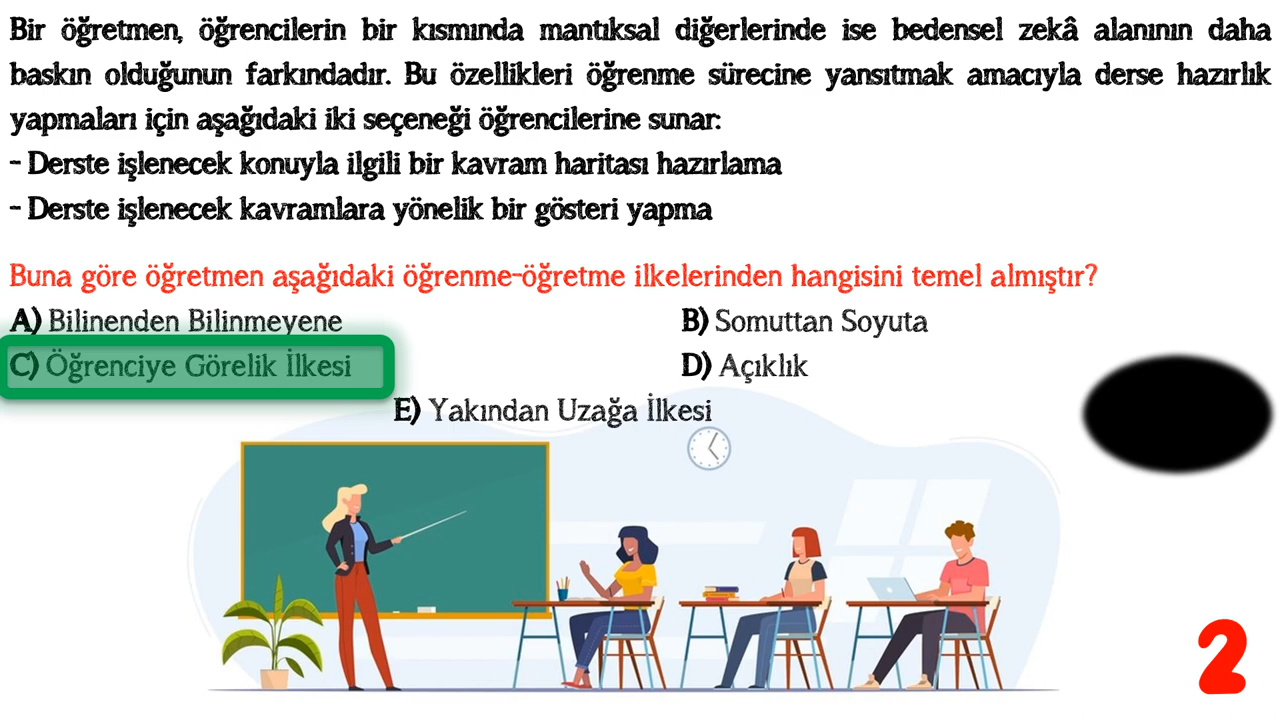 Bir öğretmen, öğrencilerin bir kısmında mantıksal diğerlerinde ise bedensel zekâ alanının daha
baskın olduğunun farkındadır. Bu özellikleri öğrenme sürecine yansıtmak amacıyla derse hazırlık
yapmaları için aşağıdaki iki seçeneği öğrencilerine sunar:
- Derste işlenecek konuyla ilgili bir kavram haritası hazırlama
- Derste işlenecek kavramlara yönelik bir gösteri yapma
Buna göre öğretmen aşağıdaki öğrenme-öğretme ilkelerinden hangisini temel almıştır?
A) Bilinenden Bilinmeyene
B) Somuttan Soyuta
C) Öğrenciye Görelik İlkesi
D) Açıklık
E) Yakından Uzağa İlkesi
2